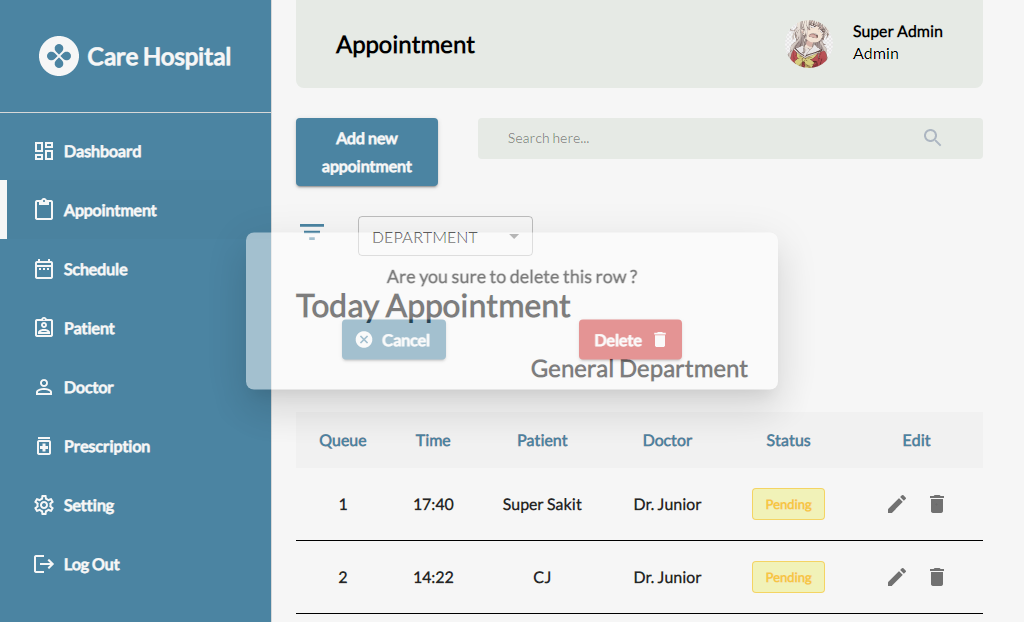 Care Hospital
Dashboard
Appointment
Schedule
Patient
Doctor
Prescription
Setting
Log Out
Appointment
Super Admin
Admin
Add new
appointment
Search here...
DEPARTMENT
Are you sure to delete this row ?
Today Appointment
Cancel
Delete
General Department
Queue Time Patient Doctor Status Edit
1 17:40 Super Sakit Dr. Junior Pending
2 14:22 CJ Dr. Junior Pending